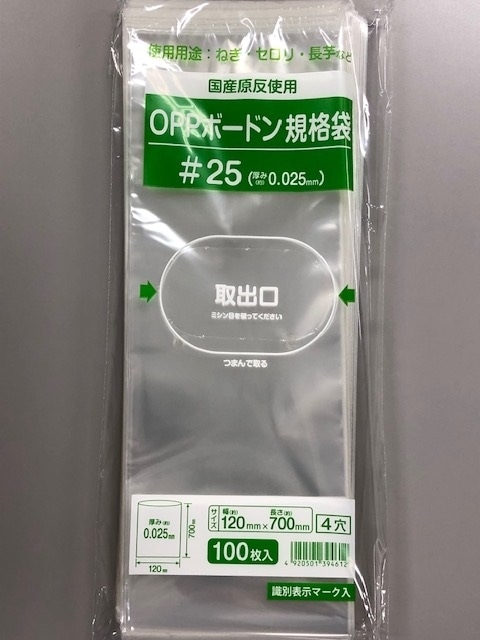 使用用途：ねぎ・セロリ・長芋など
国産原反使用
OPPボードン規格袋
#25 (厚み(約)0.025mm)
取出口
ミシン目を破ってください
つまんで取る
厚み(約)
0.025mm
700mm
120mm
サイズ
幅(約) 長さ(約)
120mm×700mm
4穴
100枚入
4 920501 394612
識別表示マーク入